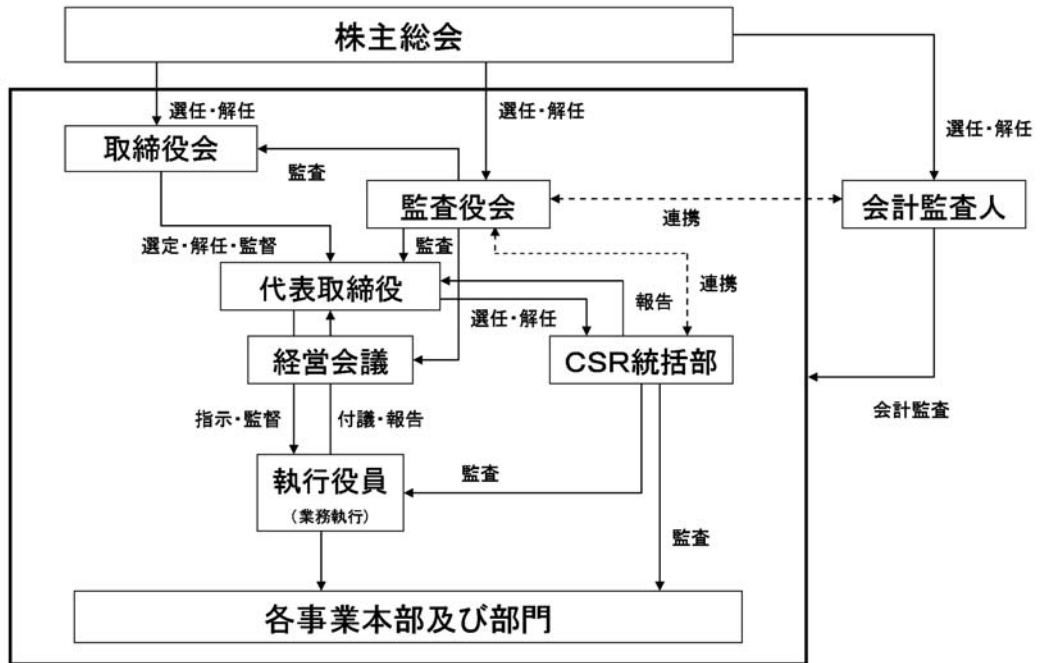 株主総会
選任・解任
選任・解任
選任・解任
取締役会
監査
監査役会
連携
会計監査人
選定・解任・監督
監査
連携
代表取締役
報告
選任・解任
経営会議
CSR統括部
会計監査
指示・監督
付議・報告
執行役員
(業務執行)
監査
監査
各事業本部及び部門